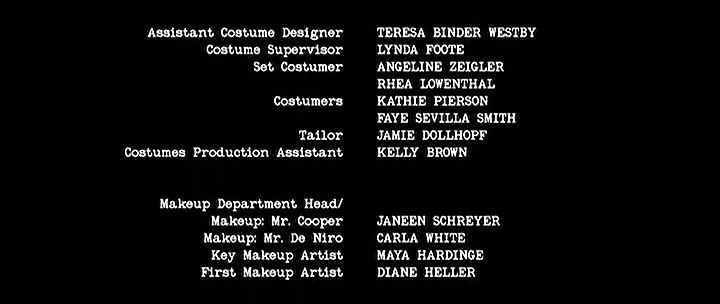 Assistant Costume Designer TERESA BINDER WESTBY
Costume Supervisor LYNDA FOOTE
Set Costumer ANGELINE ZEIGLER
RHEA LOWENTHAL
Costumers KATHIE PIERSON
FAYE SEVILLA SMITH
Tailor JAMIE DOLLHOPF
Costumes Production Assistant KELLY BROWN
Makeup Department Head/
Makeup: Mr. Cooper JANEEN SCHREYER
Makeup: Mr. De Niro CARLA WHITE
Key Makeup Artist MAYA HARDINGE
First Makeup Artist DIANE HELLER